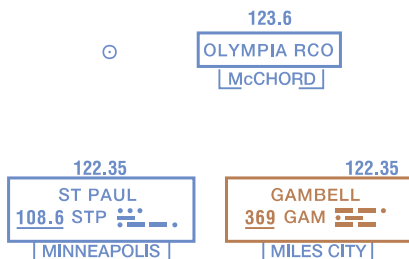 123.6
OLYMPIA RCO
McCHORD
122.35
ST PAUL
108.6 STP
MINNEAPOLIS
122.35
GAMBELL
369 GAM
MILES CITY